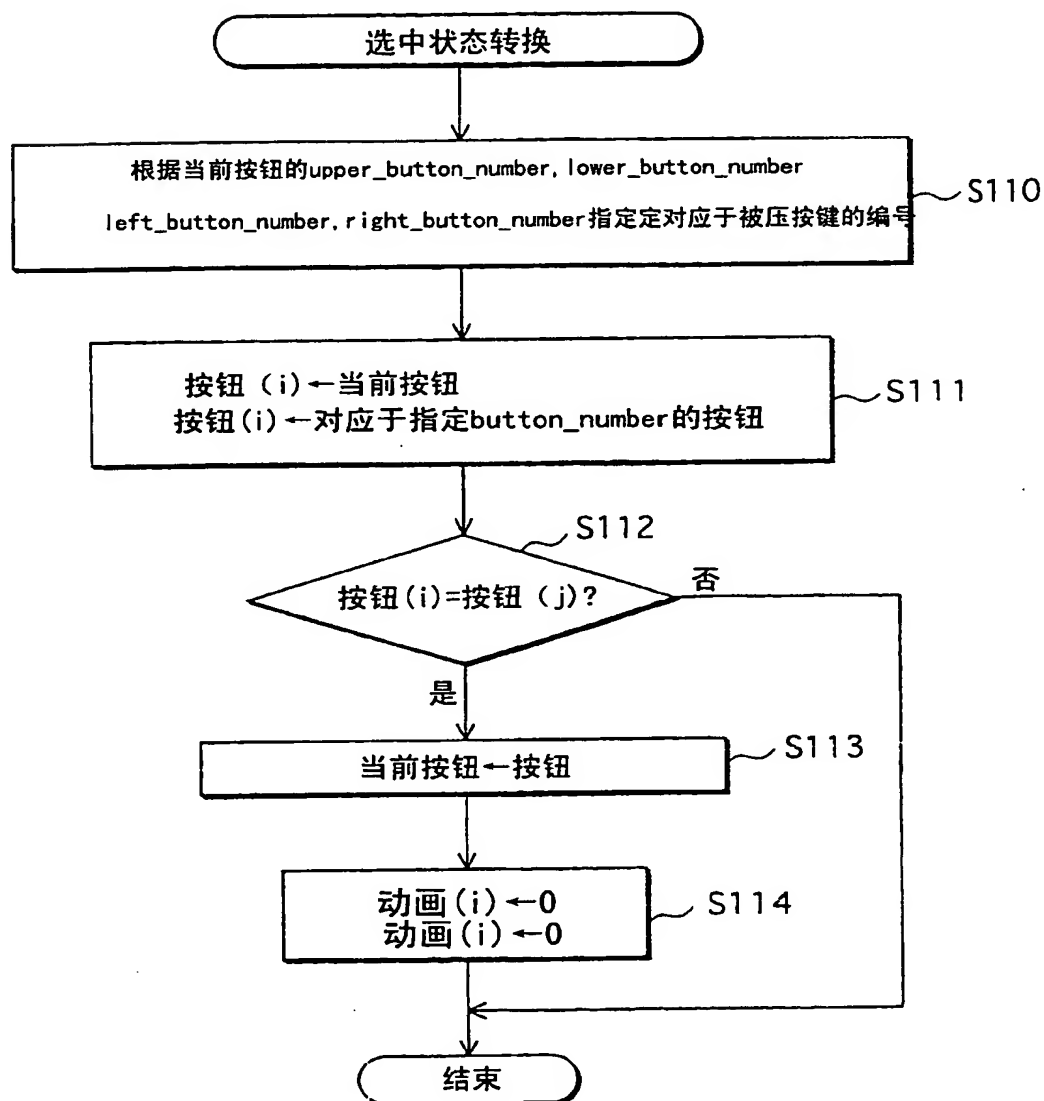 选中状态转换
根据当前按钮的upper_button_number, lower_button_number
left_button_number, right_button_number指定定对应于被压按键的编号
S110
按钮 (i)←当前按钮
按钮(i)←对应于指定button_number的按钮
S111
S112
按钮(i)=按钮 (j)?
否
是
当前按钮←按钮
S113
动画(i)←0
动画(i)←0
S114
结束